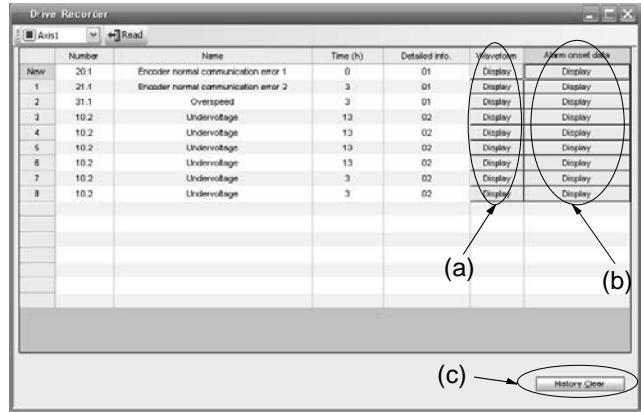 Drive Recorder
Axis1 Read
Number Name Time (h) Detailed info. Waveform Alarm onset data
New 20.1 Encoder normal communication error 1 0 01 Display Display
1 21.1 Encoder normal communication error 2 3 01 Display Display
2 31.1 Overspeed 3 01 Display Display
3 10.2 Undervoltage 13 02 Display Display
4 10.2 Undervoltage 13 02 Display Display
5 10.2 Undervoltage 13 02 Display Display
6 10.2 Undervoltage 13 02 Display Display
7 10.2 Undervoltage 3 02 Display Display
8 10.2 Undervoltage 3 02 Display Display
(a)
(b)
(c)
History Clear